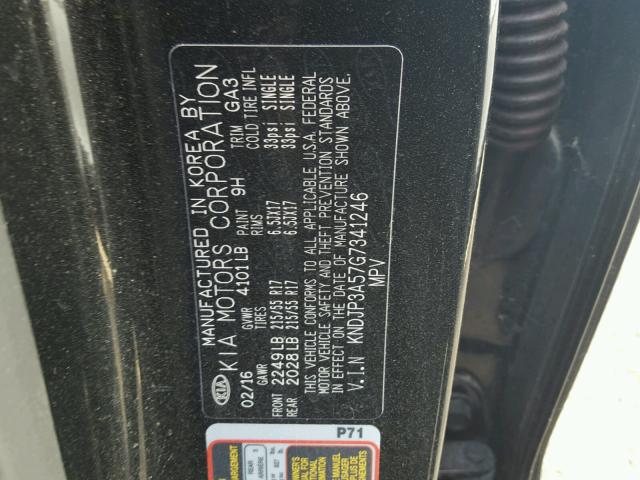 MANUFACTURED IN KOREA BY
KIA KIA MOTORS CORPORATION
02/16 GVWR 4101LB PAINT 9H TRIM GA3
GAWR TIRES RIMS COLD TIRE INFL
FRONT 2249LB 215/55 R17 6.5JX17 33psi SINGLE
REAR 2028LB 215/55 R17 6.5JX17 33psi SINGLE
THIS VEHICLE CONFORMS TO ALL APPLICABLE U.S.A. FEDERAL
MOTOR VEHICLE SAFETY AND THEFT PREVENTION STANDARDS
IN EFFECT ON THE DATE OF MANUFACTURE SHOWN ABOVE.
V.I.N KNDJP3A57G7341246
MPV
P71